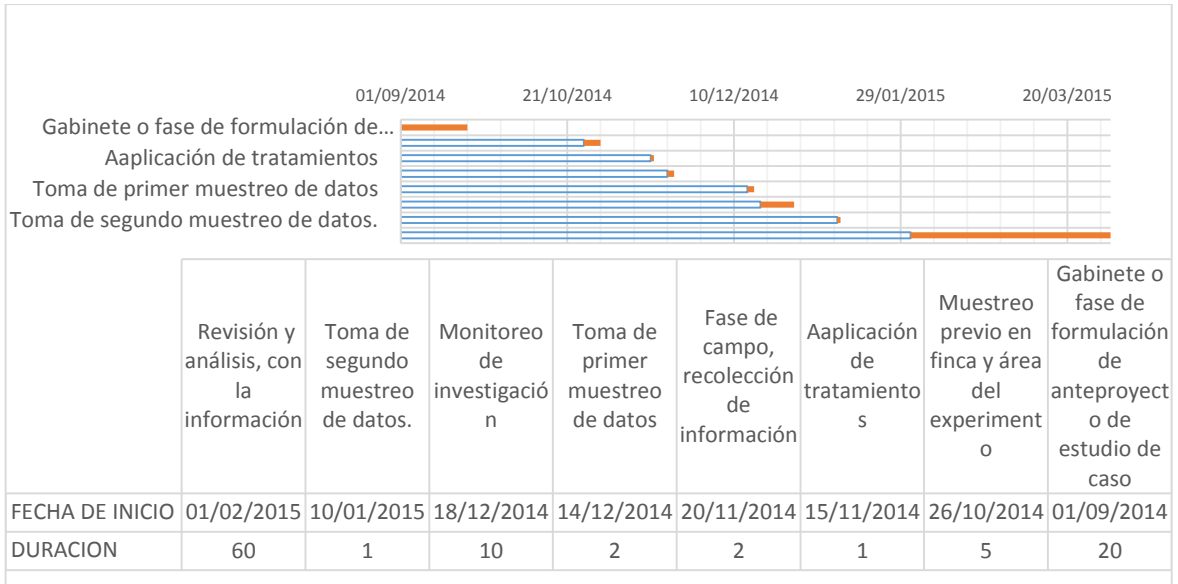 01/09/2014 21/10/2014 10/12/2014 29/01/2015 20/03/2015
Gabinete o fase de formulación de…
Aaplicación de tratamientos
Toma de primer muestreo de datos
Toma de segundo muestreo de datos.
Revisión y
análisis, con
la
información
Toma de
segundo
muestreo
de datos.
Monitoreo
de
investigació
n
Toma de
primer
muestreo
de datos
Fase de
campo,
recolección
de
información
Aaplicación
de
tratamiento
s
Muestreo
previo en
finca y área
del
experiment
o
Gabinete o
fase de
formulación
de
anteproyect
o de
estudio de
caso
FECHA DE INICIO 01/02/2015 10/01/2015 18/12/2014 14/12/2014 20/11/2014 15/11/2014 26/10/2014 01/09/2014
DURACION 60 1 10 2 2 1 5 20